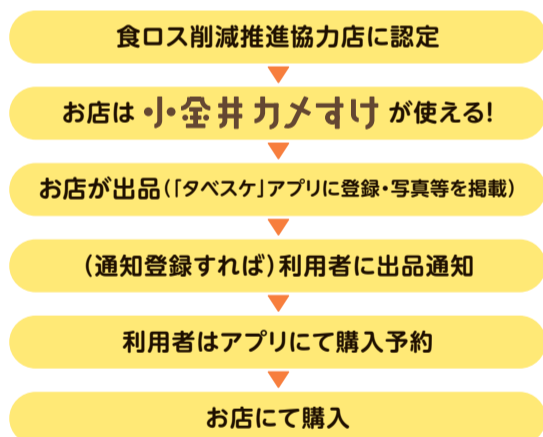 食ロス削減推進協力店に認定
お店は 小金井カメすけ が使える!
お店が出品(「タベスケ」アプリに登録・写真等を掲載)
(通知登録すれば)利用者に出品通知
利用者はアプリにて購入予約
お店にて購入